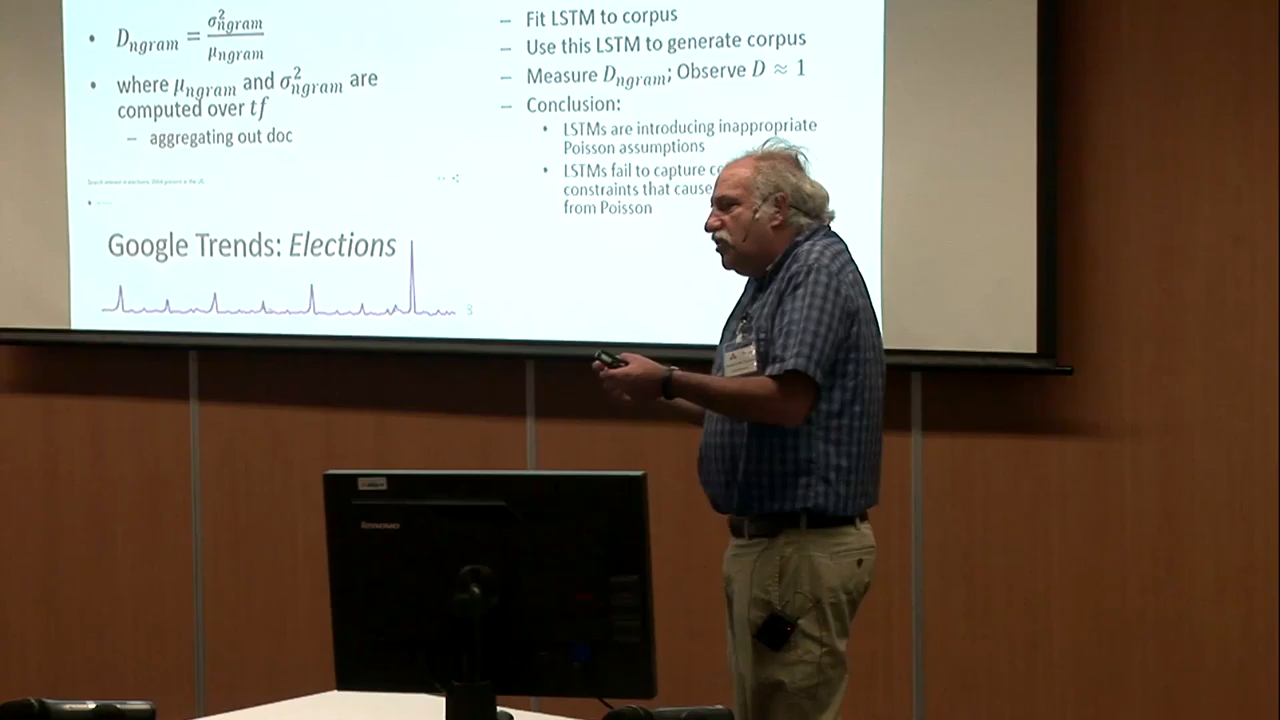 • D_ngram = σ²_ngram / μ_ngram
• where μ_ngram and σ²_ngram are
computed over tf
– aggregating out doc
Google Trends: Elections
– Fit LSTM to corpus
– Use this LSTM to generate corpus
– Measure D_ngram; Observe D ≈ 1
– Conclusion:
• LSTMs are introducing inappropriate
Poisson assumptions
• LSTMs fail to capture
constraints that cause
from Poisson
lenovo